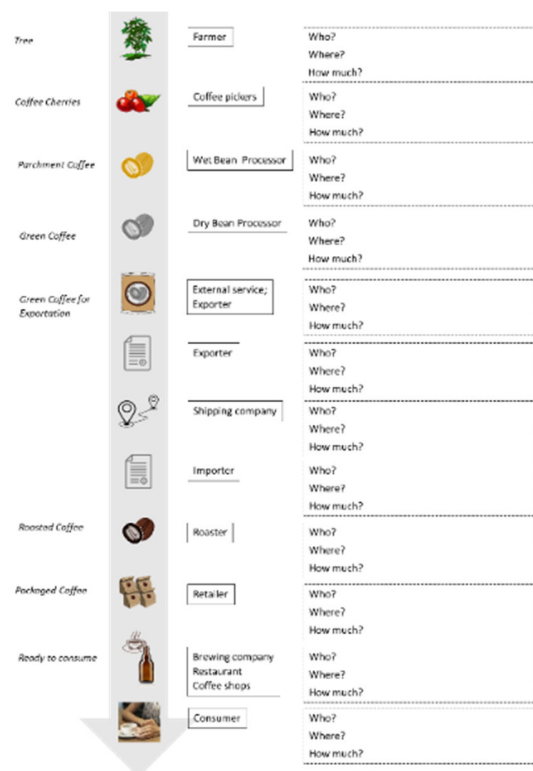 Tree
Farmer
Who?
Where?
How much?
Coffee Cherries
Coffee pickers
Who?
Where?
How much?
Parchment Coffee
Wet Bean Processor
Who?
Where?
How much?
Green Coffee
Dry Bean Processor
Who?
Where?
How much?
Green Coffee for
Exportation
External service;
Exporter
Who?
Where?
How much?
Exporter
Who?
Where?
How much?
Shipping company
Who?
Where?
How much?
Importer
Who?
Where?
How much?
Roasted Coffee
Roaster
Who?
Where?
How much?
Packaged Coffee
Retailer
Who?
Where?
How much?
Ready to consume
Brewing company
Restaurant
Coffee shops
Who?
Where?
How much?
Consumer
Who?
Where?
How much?